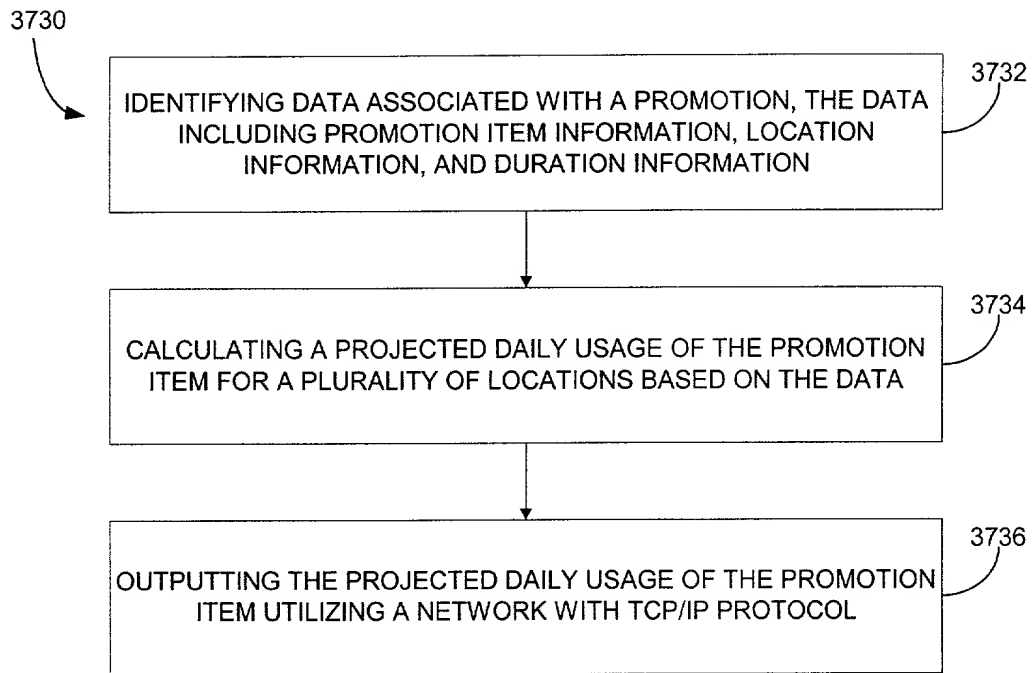 3730
3732
IDENTIFYING DATA ASSOCIATED WITH A PROMOTION, THE DATA
INCLUDING PROMOTION ITEM INFORMATION, LOCATION
INFORMATION, AND DURATION INFORMATION
3734
CALCULATING A PROJECTED DAILY USAGE OF THE PROMOTION
ITEM FOR A PLURALITY OF LOCATIONS BASED ON THE DATA
3736
OUTPUTTING THE PROJECTED DAILY USAGE OF THE PROMOTION
ITEM UTILIZING A NETWORK WITH TCP/IP PROTOCOL